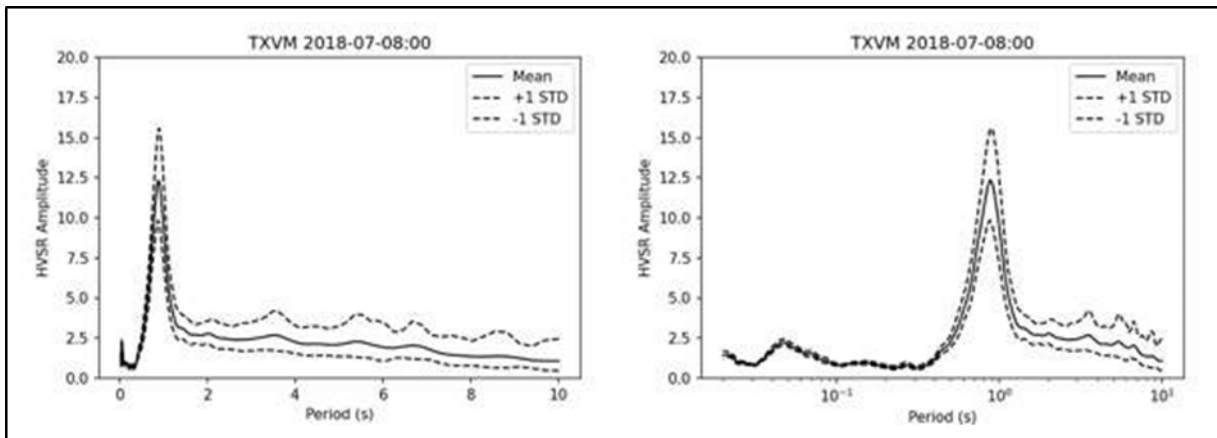 TXVM 2018-07-08:00
20.0
17.5
15.0
12.5
10.0
7.5
5.0
2.5
0.0
HVSR Amplitude
Mean
+1 STD
-1 STD
0 2 4 6 8 10
Period (s)
TXVM 2018-07-08:00
20.0
17.5
15.0
12.5
10.0
7.5
5.0
2.5
0.0
HVSR Amplitude
Mean
+1 STD
-1 STD
10⁻¹ 10⁰ 10¹
Period (s)